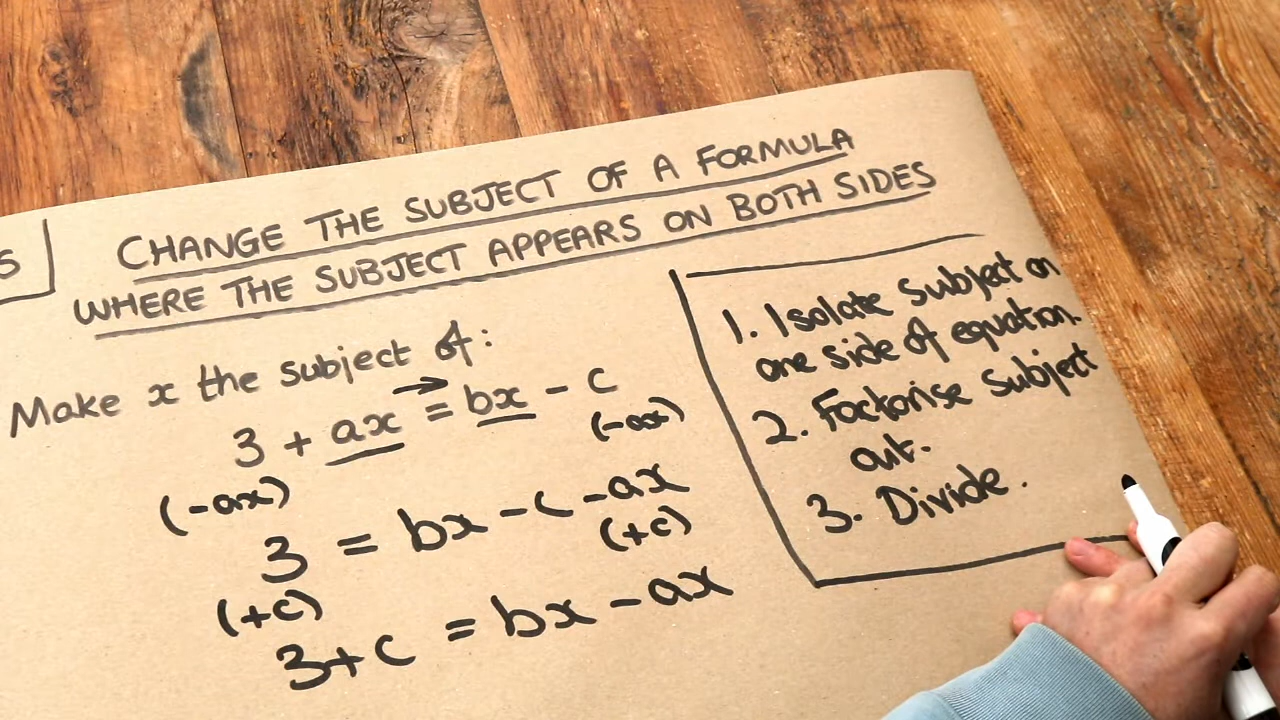 S
CHANGE THE SUBJECT OF A FORMULA
WHERE THE SUBJECT APPEARS ON BOTH SIDES
Make x the subject of:
3 + ax = bx - c
(-ax) (-ax)
3 = bx - c - ax
(+c) (+c)
3+c = bx - ax
1. Isolate subject on
one side of equation.
2. Factorise subject
out.
3. Divide.